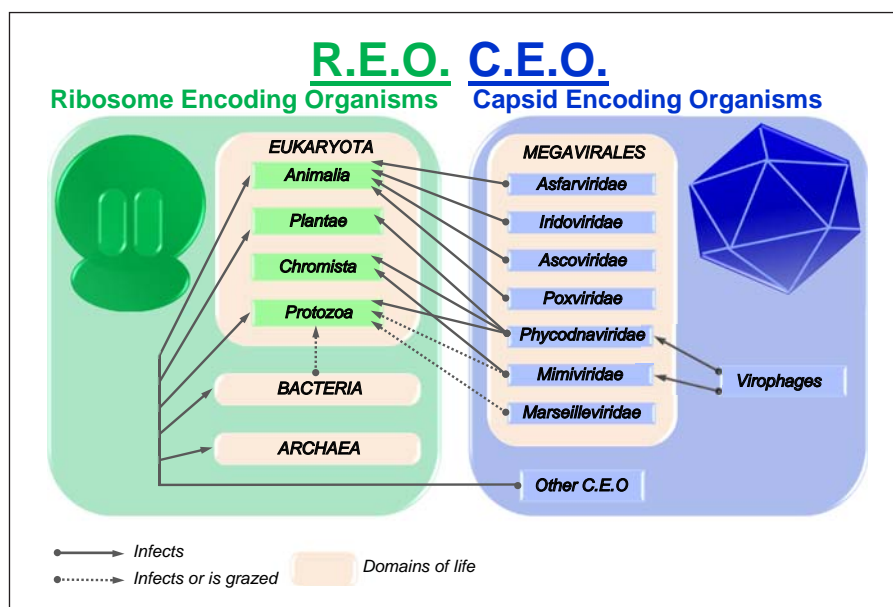 R.E.O. C.E.O.
Ribosome Encoding Organisms
Capsid Encoding Organisms
EUKARYOTA
Animalia
Plantae
Chromista
Protozoa
BACTERIA
ARCHAEA
MEGAVIRALES
Asfarviridae
Iridoviridae
Ascoviridae
Poxviridae
Phycodnaviridae
Mimiviridae
Marseilleviridae
Virophages
Other C.E.O
Infects
Infects or is grazed
Domains of life